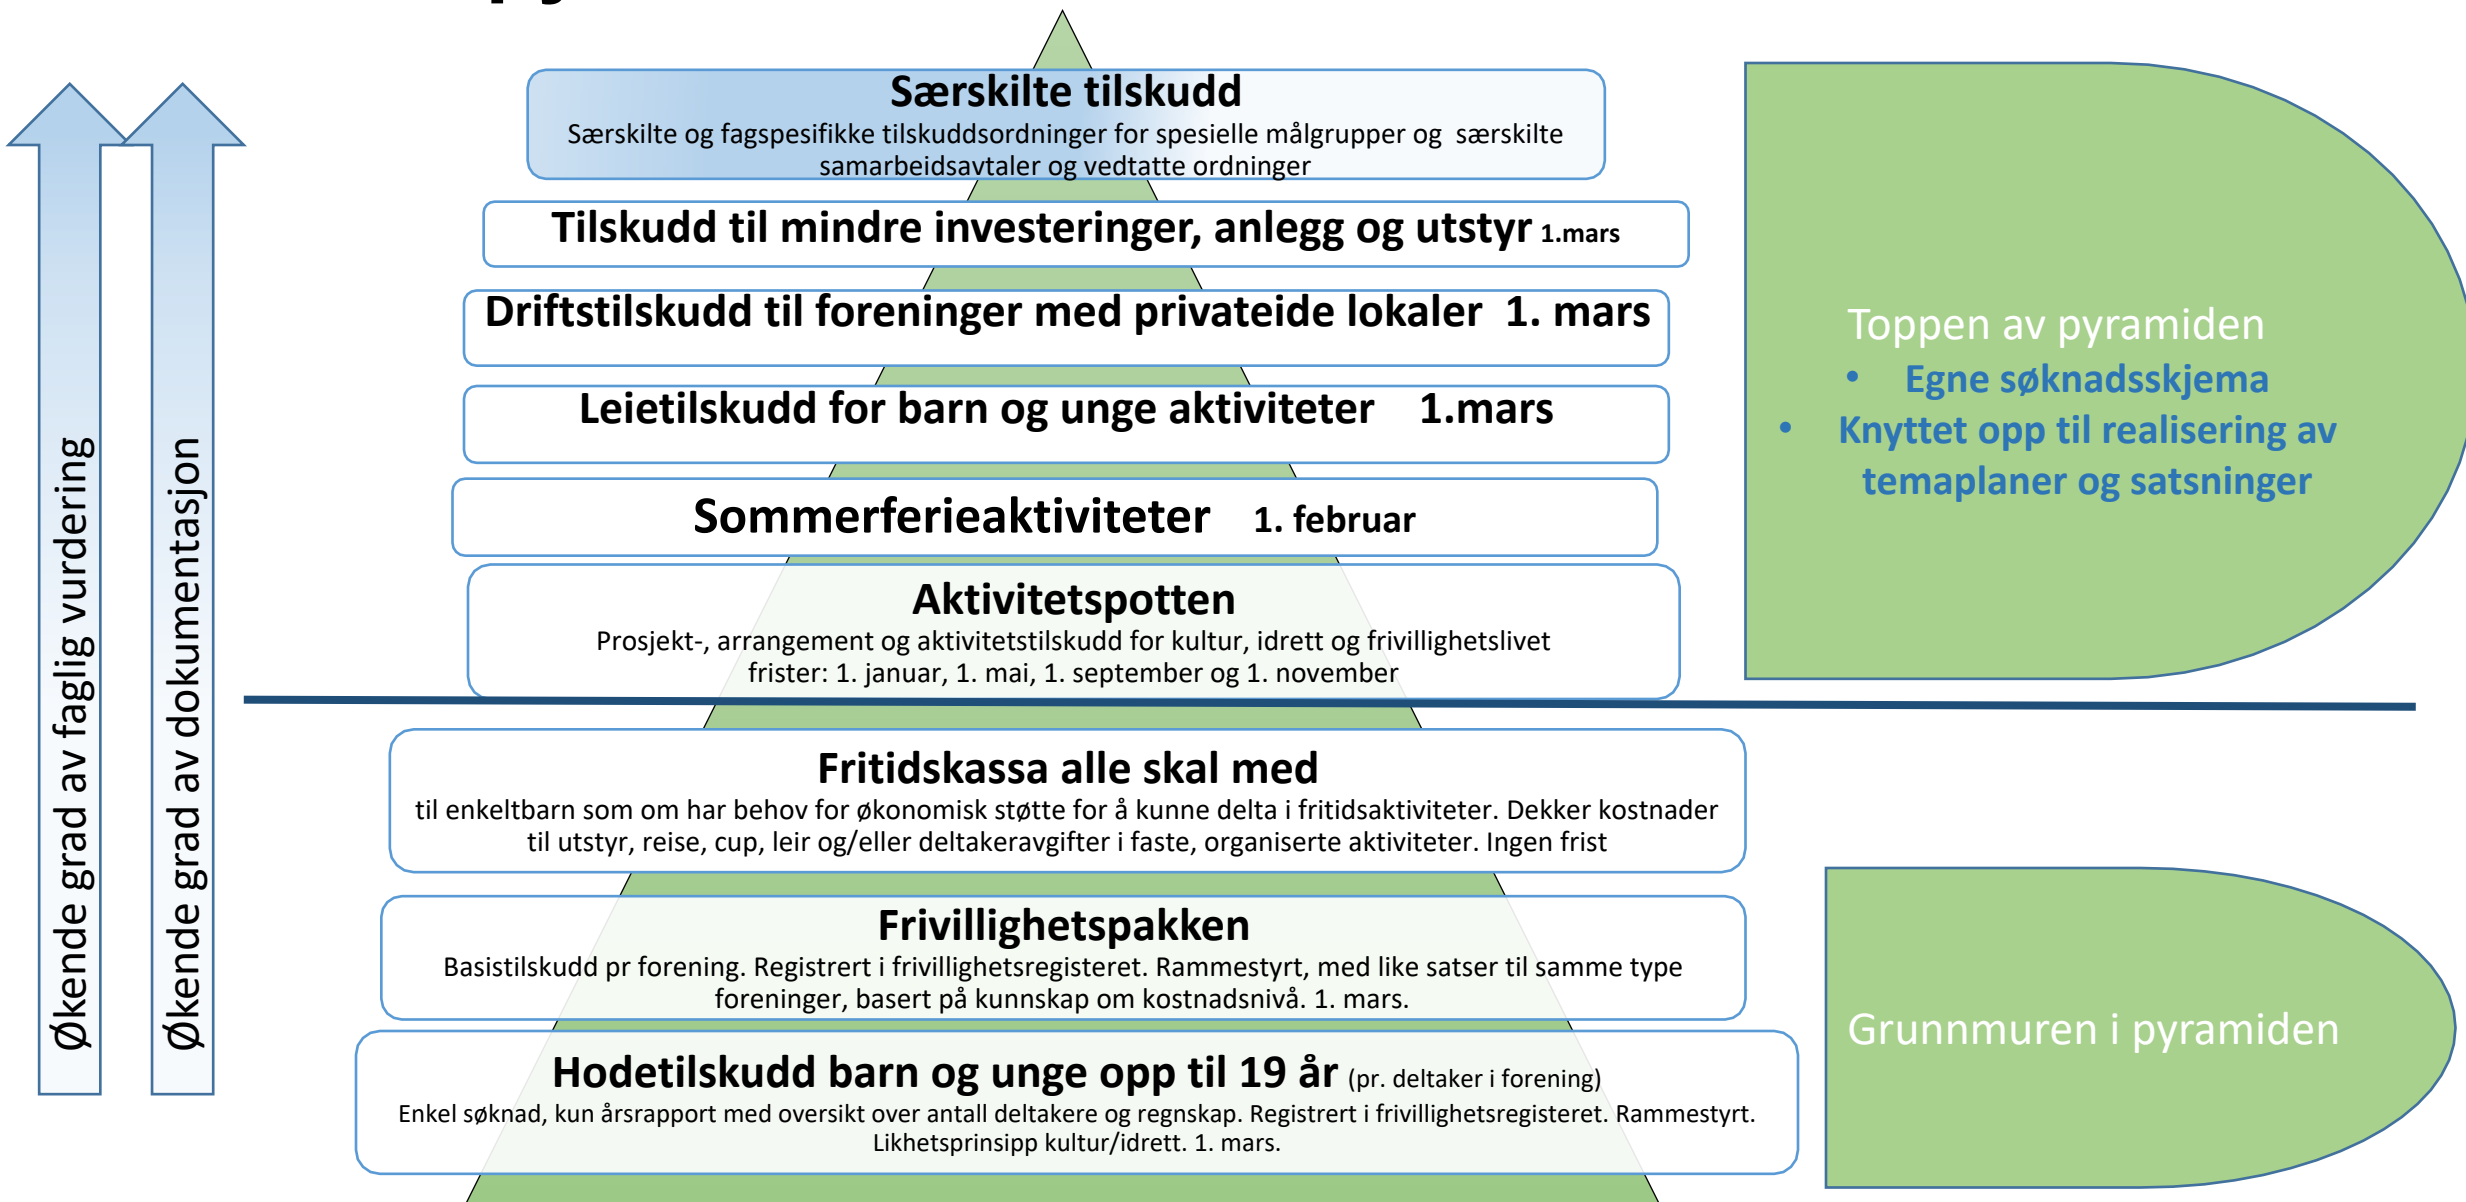 Økende grad av faglig vurdering
Økende grad av dokumentasjon
Særskilte tilskudd
Særskilte og fagspesifikke tilskuddsordninger for spesielle målgrupper og særskilte
samarbeidsavtaler og vedtatte ordninger
Tilskudd til mindre investeringer, anlegg og utstyr 1.mars
Driftstilskudd til foreninger med privateide lokaler 1. mars
Leietilskudd for barn og unge aktiviteter 1.mars
Sommerferieaktiviteter 1. februar
Aktivitetspotten
Prosjekt-, arrangement og aktivitetstilskudd for kultur, idrett og frivillighetslivet
frister: 1. januar, 1. mai, 1. september og 1. november
Fritidskassa alle skal med
til enkeltbarn som om har behov for økonomisk støtte for å kunne delta i fritidsaktiviteter. Dekker kostnader
til utstyr, reise, cup, leir og/eller deltakeravgifter i faste, organiserte aktiviteter. Ingen frist
Frivillighetspakken
Basistilskudd pr forening. Registrert i frivillighetsregisteret. Rammestyrt, med like satser til samme type
foreninger, basert på kunnskap om kostnadsnivå. 1. mars.
Hodetilskudd barn og unge opp til 19 år (pr. deltaker i forening)
Enkel søknad, kun årsrapport med oversikt over antall deltakere og regnskap. Registrert i frivillighetsregisteret. Rammestyrt.
Likhetsprinsipp kultur/idrett. 1. mars.
Toppen av pyramiden
• Egne søknadsskjema
• Knyttet opp til realisering av
temaplaner og satsninger
Grunnmuren i pyramiden